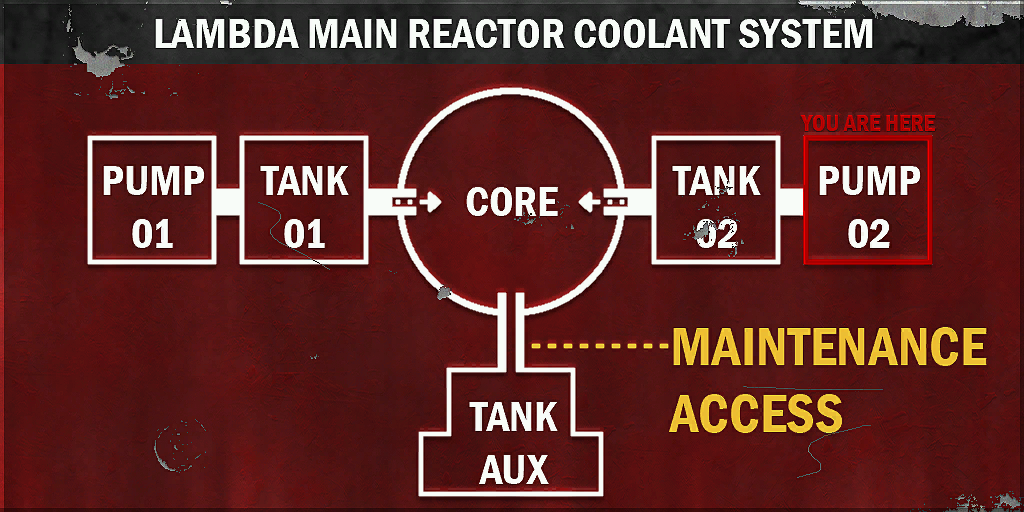 LAMBDA MAIN REACTOR COOLANT SYSTEM
YOU ARE HERE
PUMP
01
TANK
01
CORE
TANK
02
PUMP
02
MAINTENANCE
ACCESS
TANK
AUX